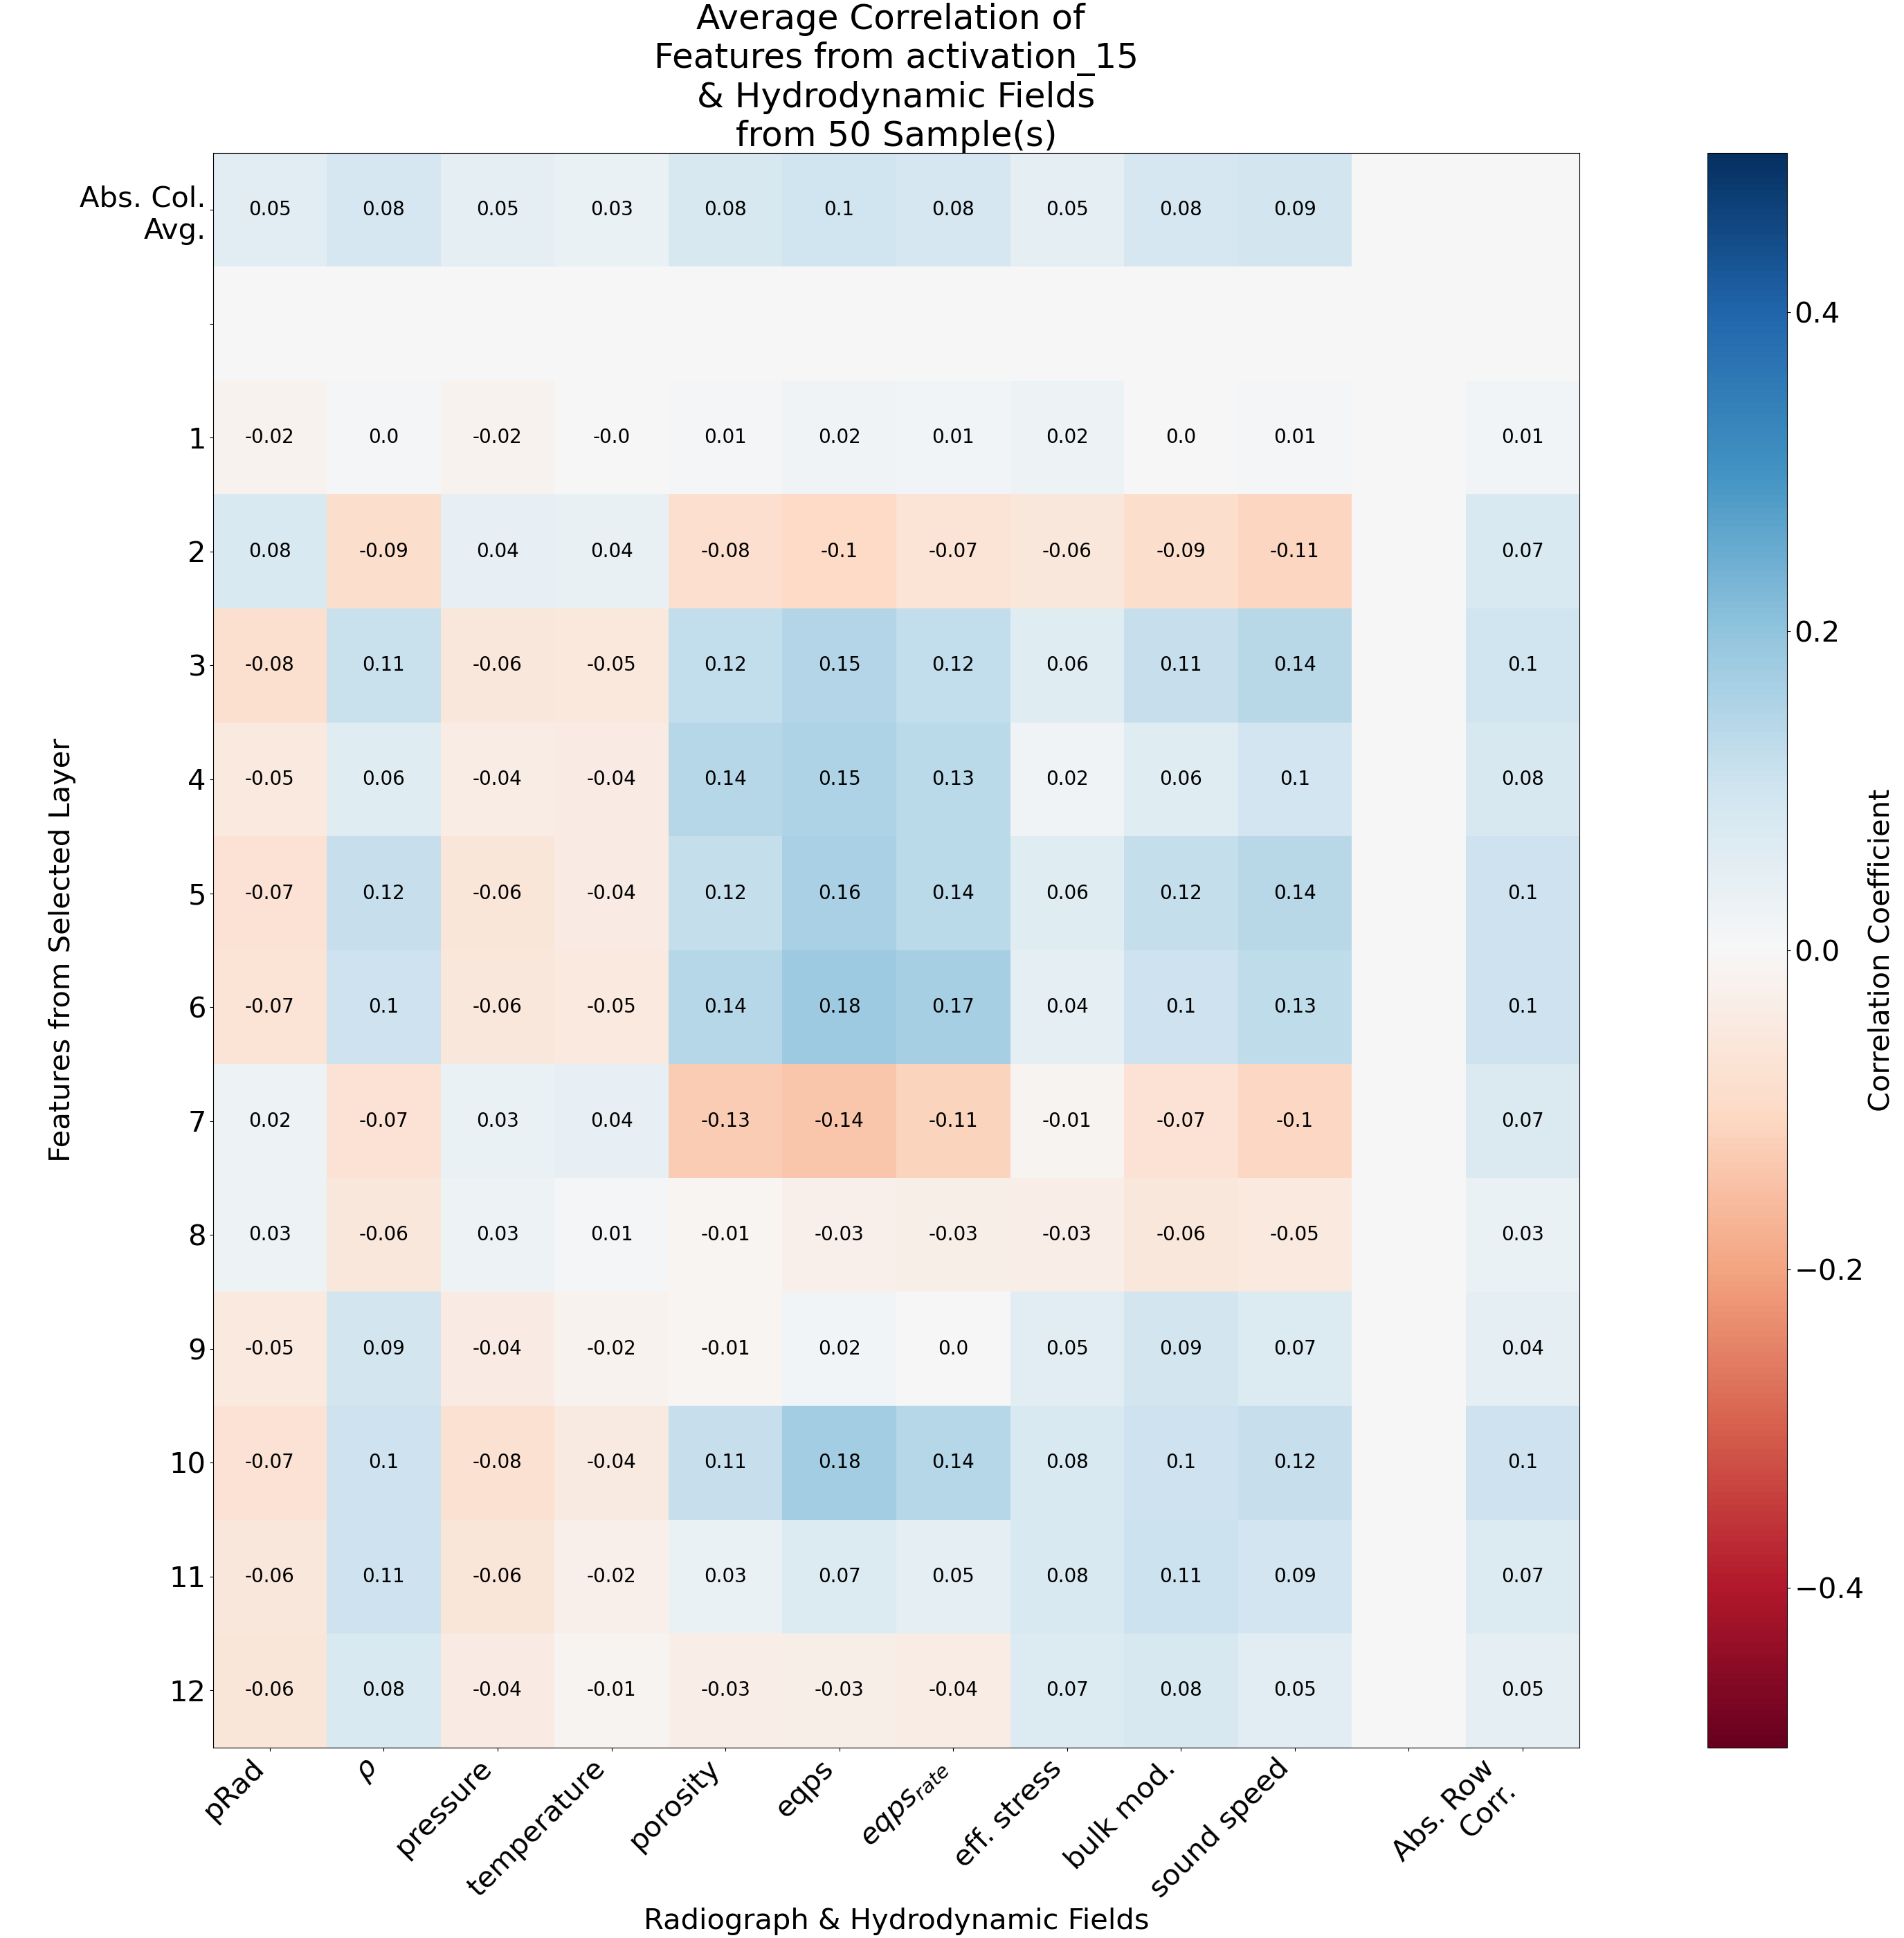 Average Correlation of
Features from activation_15
& Hydrodynamic Fields
from 50 Sample(s)
Abs. Col.
Avg.
0.05 0.08 0.05 0.03 0.08 0.1 0.08 0.05 0.08 0.09
1 -0.02 0.0 -0.02 -0.0 0.01 0.02 0.01 0.02 0.0 0.01 0.01
2 0.08 -0.09 0.04 0.04 -0.08 -0.1 -0.07 -0.06 -0.09 -0.11 0.07
3 -0.08 0.11 -0.06 -0.05 0.12 0.15 0.12 0.06 0.11 0.14 0.1
4 -0.05 0.06 -0.04 -0.04 0.14 0.15 0.13 0.02 0.06 0.1 0.08
5 -0.07 0.12 -0.06 -0.04 0.12 0.16 0.14 0.06 0.12 0.14 0.1
6 -0.07 0.1 -0.06 -0.05 0.14 0.18 0.17 0.04 0.1 0.13 0.1
7 0.02 -0.07 0.03 0.04 -0.13 -0.14 -0.11 -0.01 -0.07 -0.1 0.07
8 0.03 -0.06 0.03 0.01 -0.01 -0.03 -0.03 -0.03 -0.06 -0.05 0.03
9 -0.05 0.09 -0.04 -0.02 -0.01 0.02 0.0 0.05 0.09 0.07 0.04
10 -0.07 0.1 -0.08 -0.04 0.11 0.18 0.14 0.08 0.1 0.12 0.1
11 -0.06 0.11 -0.06 -0.02 0.03 0.07 0.05 0.08 0.11 0.09 0.07
12 -0.06 0.08 -0.04 -0.01 -0.03 -0.03 -0.04 0.07 0.08 0.05 0.05
Features from Selected Layer
pRad
ρ
pressure
temperature
porosity
eqps
eqps_rate
eff. stress
bulk mod.
sound speed
Abs. Row
Corr.
Radiograph & Hydrodynamic Fields
0.4
0.2
0.0
−0.2
−0.4
Correlation Coefficient